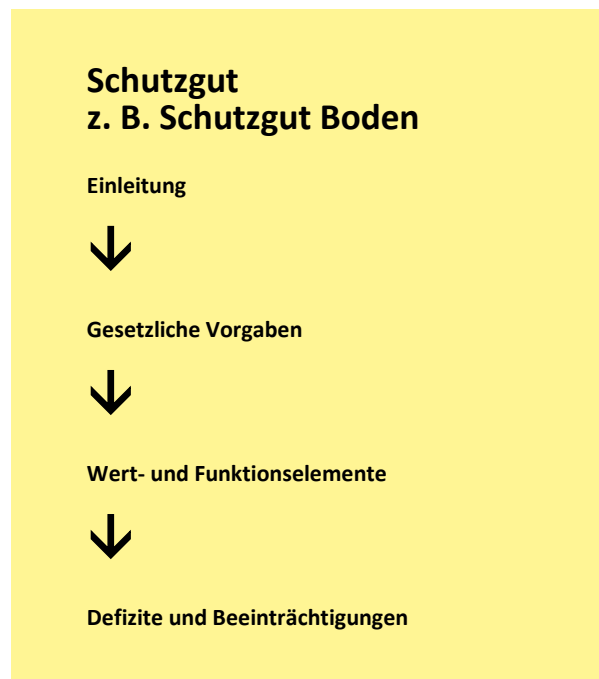 Schutzgut
z. B. Schutzgut Boden
Einleitung
Gesetzliche Vorgaben
Wert- und Funktionselemente
Defizite und Beeinträchtigungen